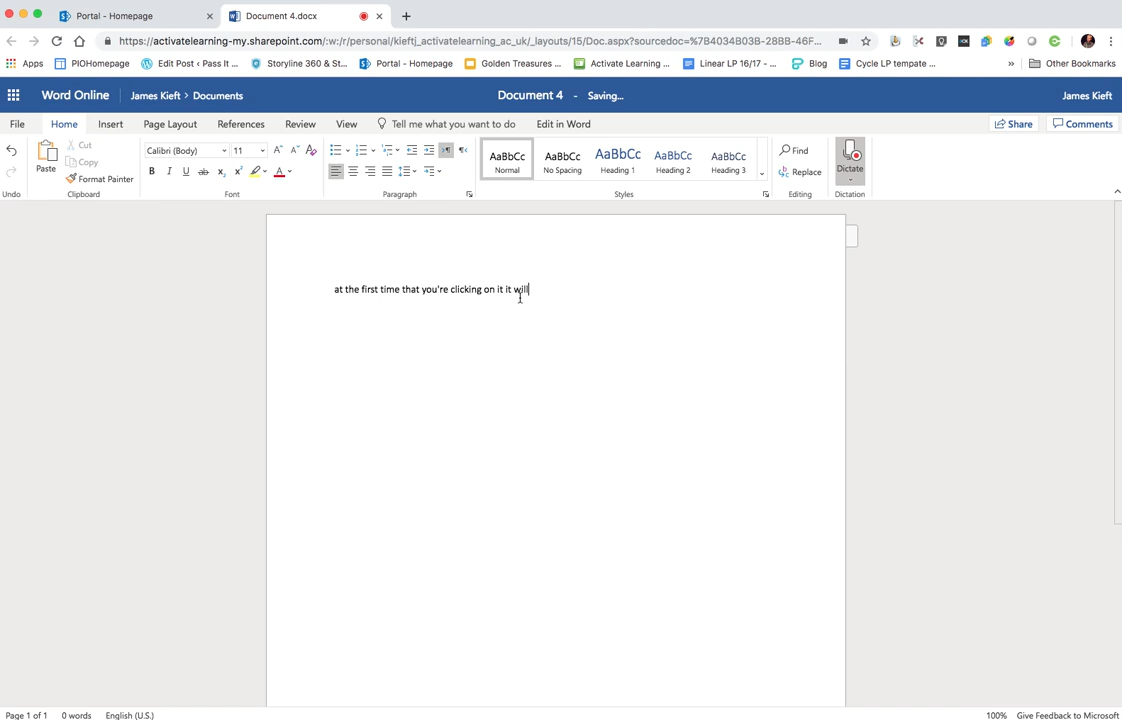 Portal - Homepage
Document 4.docx
https://activatelearning-my.sharepoint.com/:w:/r/personal/kieftj_activatelearning_ac_uk/_layouts/15/Doc.aspx?sourcedoc=%7B4034B03B-28BB-46F...
Apps PIOHomepage Edit Post ‹ Pass It ... Storyline 360 & St... Portal - Homepage Golden Treasures ... Activate Learning ... Linear LP 16/17 - ... Blog Cycle LP tempate ... » Other Bookmarks
Word Online James Kieft > Documents Document 4 - Saving... James Kieft
File Home Insert Page Layout References Review View Tell me what you want to do Edit in Word Share Comments
Undo
Paste
Cut
Copy
Format Painter
Clipboard
Calibri (Body) 11
B I U ab x₂ x² A
Font
Paragraph
AaBbCc AaBbCc AaBbCc AaBbCc AaBbCc
Normal No Spacing Heading 1 Heading 2 Heading 3
Styles
Find
Replace
Editing
Dictate
Dictation
at the first time that you're clicking on it it will
Page 1 of 1 0 words English (U.S.) 100% Give Feedback to Microsoft